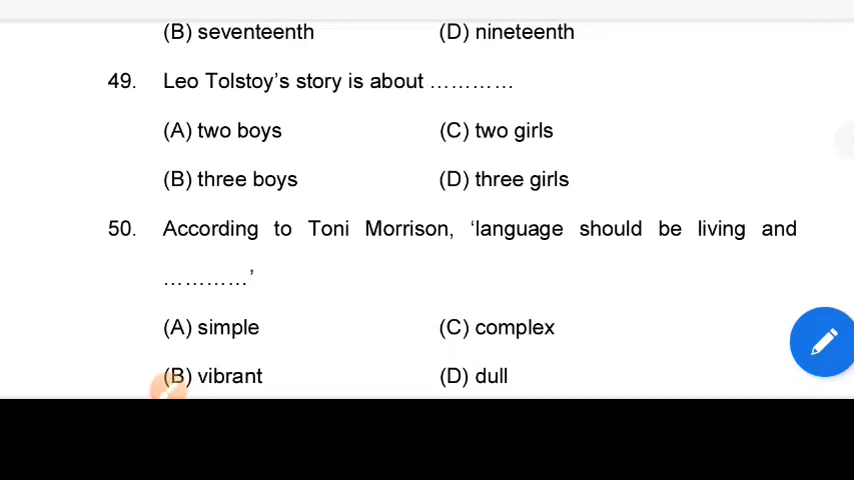 (B) seventeenth (D) nineteenth
49. Leo Tolstoy’s story is about …………
(A) two boys (C) two girls
(B) three boys (D) three girls
50. According to Toni Morrison, ‘language should be living and
…………’
(A) simple (C) complex
(B) vibrant (D) dull